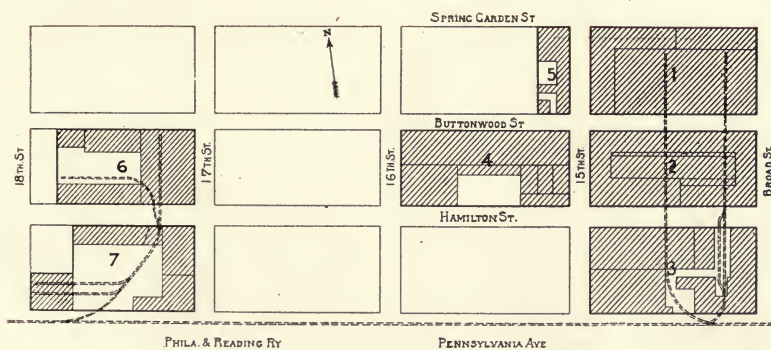 SPRING GARDEN ST
N
5
1
BUTTONWOOD ST
18TH ST
6
17TH ST.
16TH ST.
4
15TH ST.
2
BROAD ST.
HAMILTON ST.
7
3
PHILA. & READING RY
PENNSYLVANIA AVE